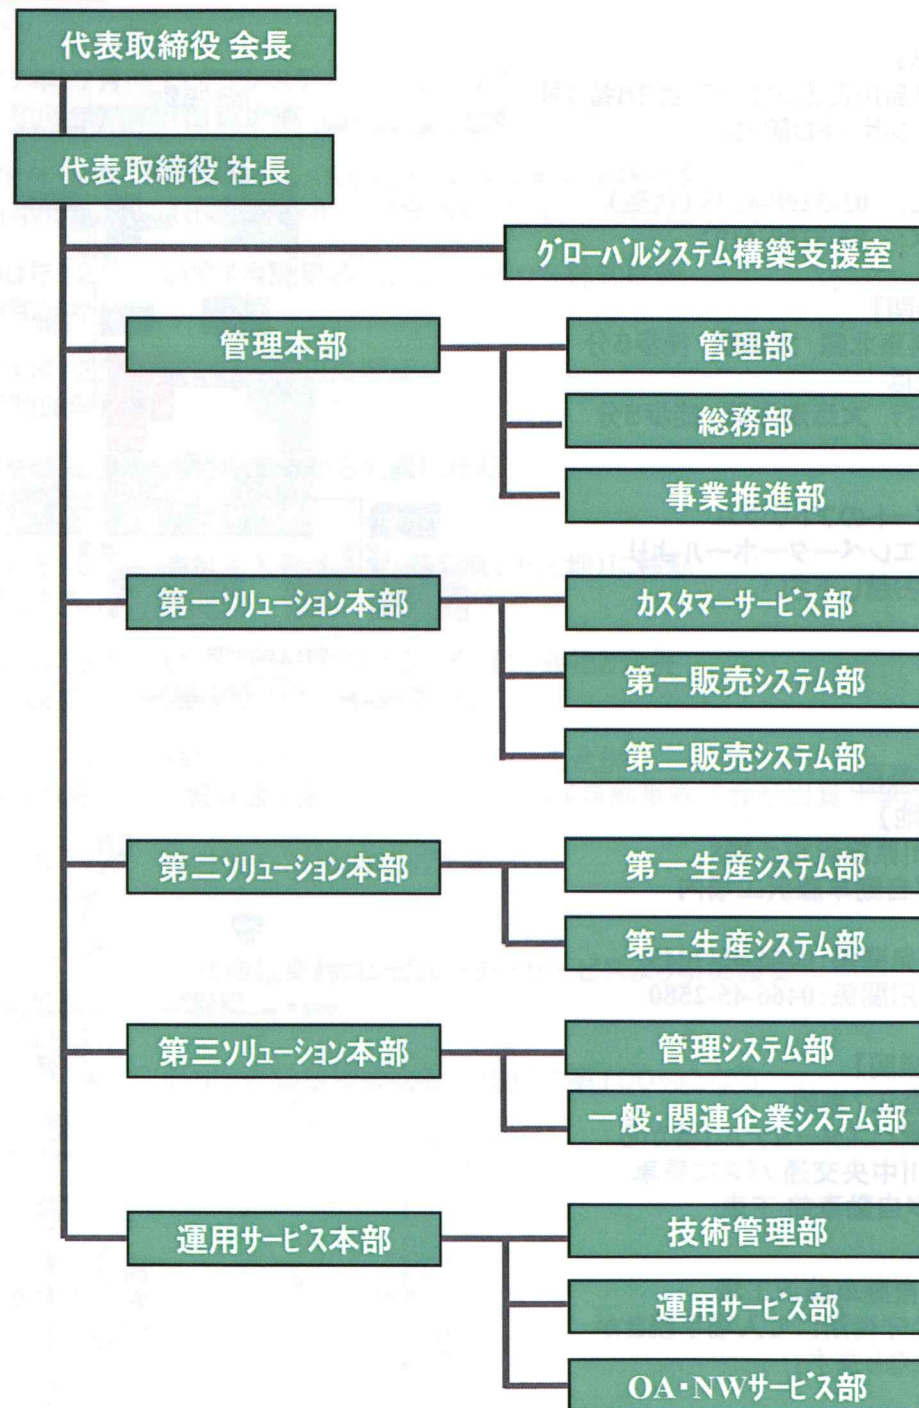 代表取締役 会長
代表取締役 社長
グローバルシステム構築支援室
管理本部
管理部
総務部
事業推進部
第一ソリューション本部
カスタマーサービス部
第一販売システム部
第二販売システム部
第二ソリューション本部
第一生産システム部
第二生産システム部
第三ソリューション本部
管理システム部
一般・関連企業システム部
運用サービス本部
技術管理部
運用サービス部
OA・NWサービス部